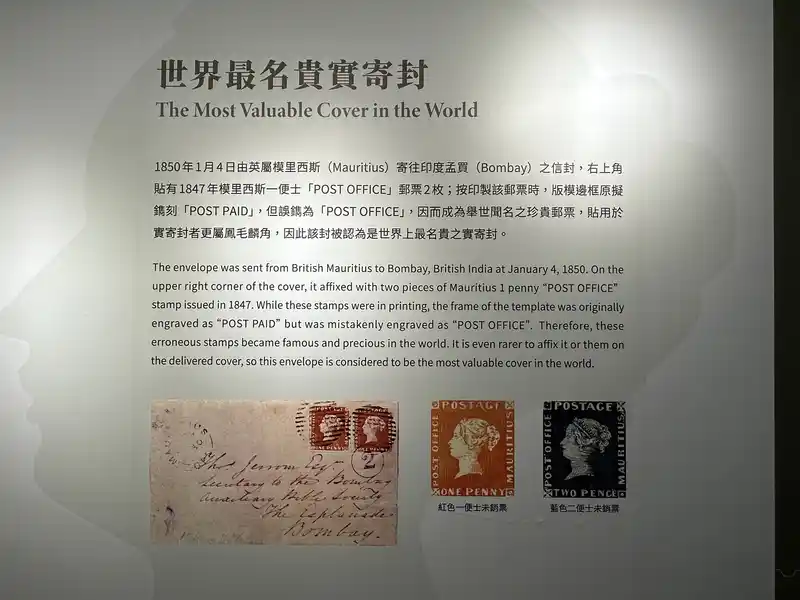 世界最名貴實寄封
The Most Valuable Cover in the World
1850年1月4日由英屬模里西斯（Mauritius）寄往印度孟買（Bombay）之信封，右上角
貼有1847年模里西斯一便士「POST OFFICE」郵票2枚；按印製該郵票時，版模邊框原擬
鐫刻「POST PAID」，但誤鐫為「POST OFFICE」，因而成為舉世聞名之珍貴郵票，貼用於
實寄封者更屬鳳毛麟角，因此該封被認為是世界上最名貴之實寄封。
The envelope was sent from British Mauritius to Bombay, British India at January 4, 1850. On the
upper right corner of the cover, it affixed with two pieces of Mauritius 1 penny “POST OFFICE”
stamp issued in 1847. While these stamps were in printing, the frame of the template was originally
engraved as “POST PAID” but was mistakenly engraved as “POST OFFICE”. Therefore, these
erroneous stamps became famous and precious in the world. It is even rarer to affix it or them on
the delivered cover, so this envelope is considered to be the most valuable cover in the world.
2
Thos Jerrom Esqr
Secretary to the Bombay
Auxiliary Bible Society
The Esplanade
Bombay.
POSTAGE
POST OFFICE
MAURITIUS
ONE PENNY
紅色一便士未銷票
POSTAGE
POST OFFICE
MAURITIUS
TWO PENCE
藍色二便士未銷票